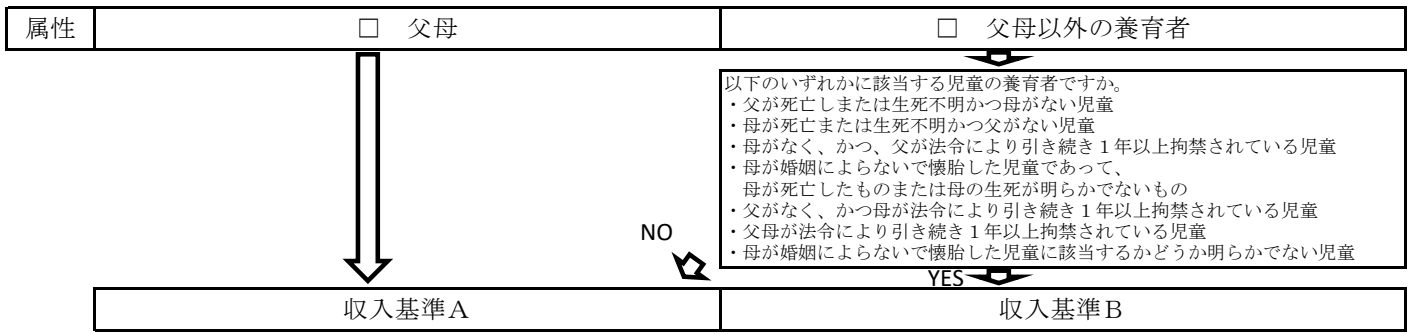 属性
□ 父母
□ 父母以外の養育者
以下のいずれかに該当する児童の養育者ですか。
・父が死亡しまたは生死不明かつ母がない児童
・母が死亡または生死不明かつ父がない児童
・母がなく、かつ、父が法令により引き続き１年以上拘禁されている児童
・母が婚姻によらないで懐胎した児童であって、
母が死亡したものまたは母の生死が明らかでないもの
・父がなく、かつ母が法令により引き続き１年以上拘禁されている児童
・父母が法令により引き続き１年以上拘禁されている児童
・母が婚姻によらないで懐胎した児童に該当するかどうか明らかでない児童
NO
YES
収入基準Ａ
収入基準Ｂ